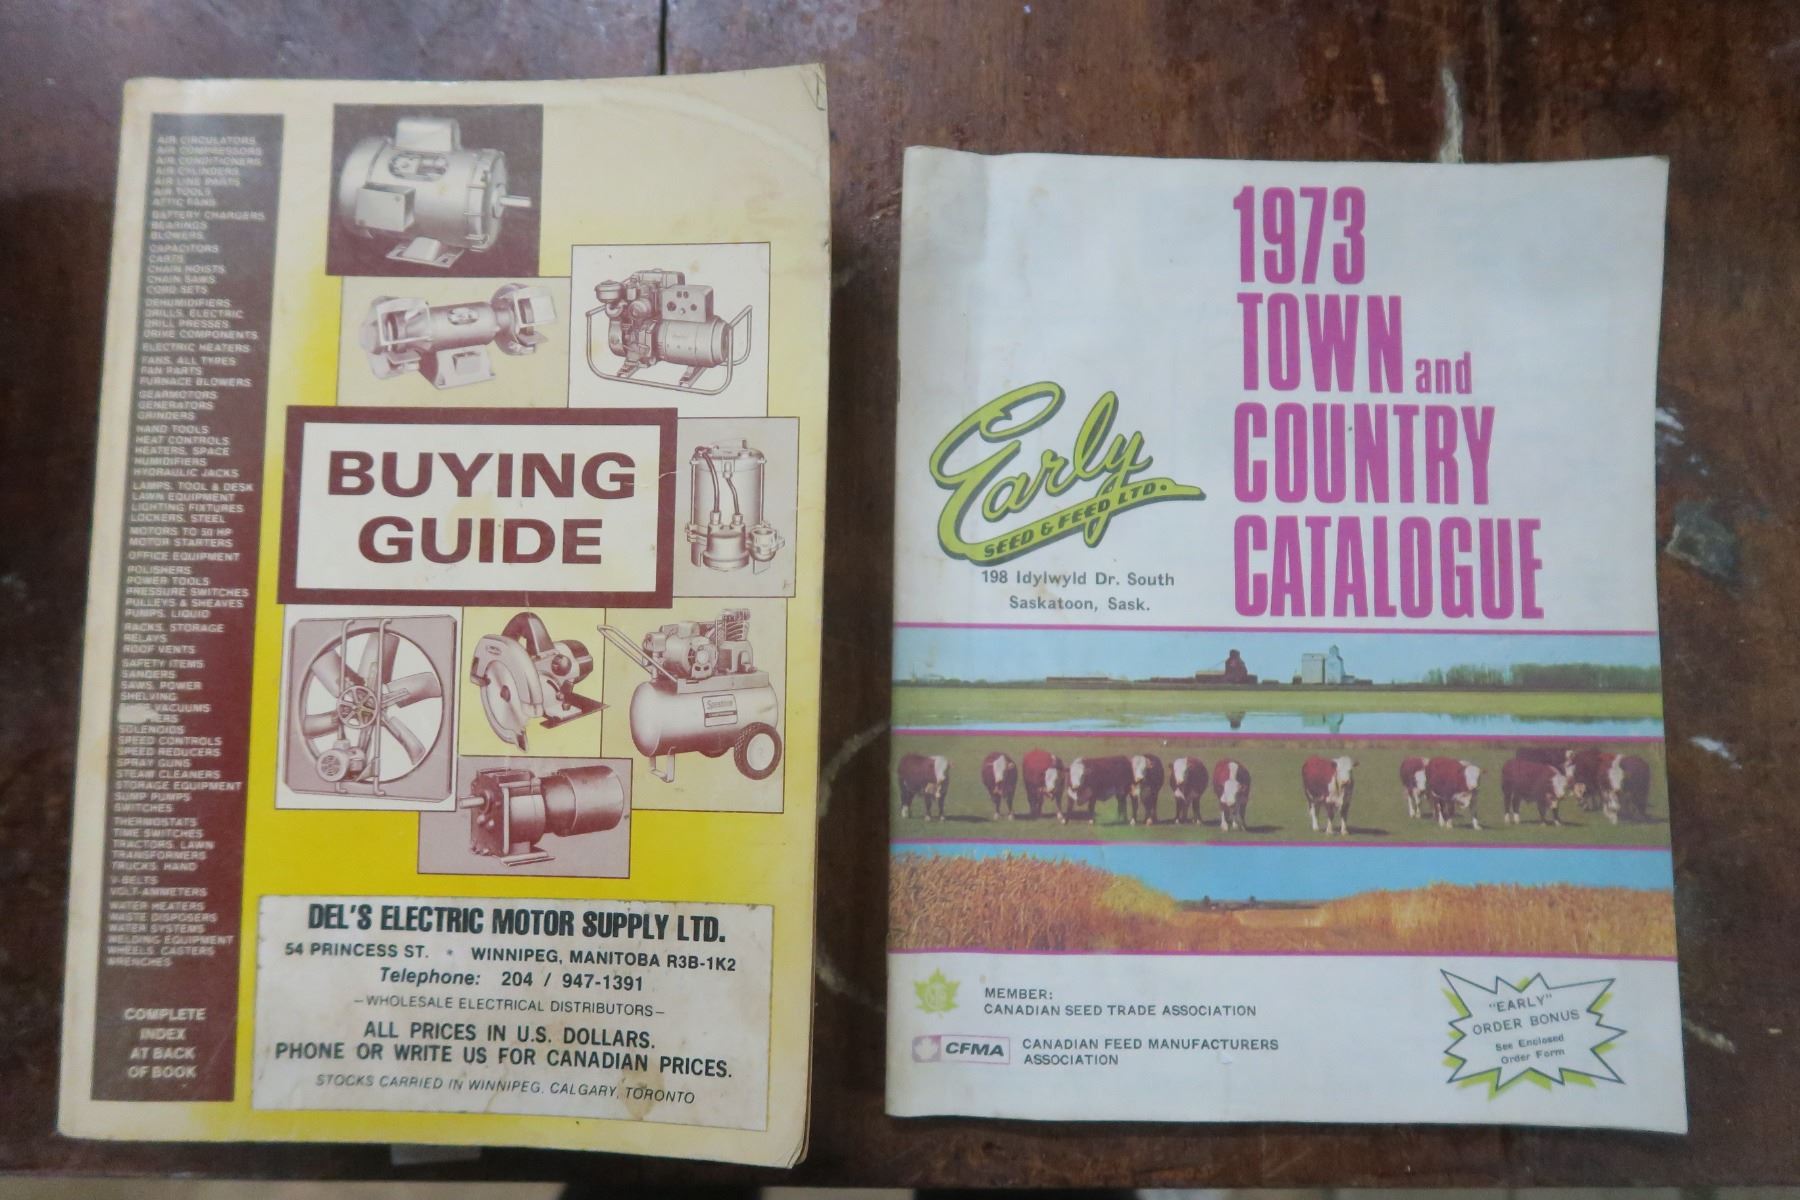 AIR CIRCULATORS
AIR COMPRESSORS
AIR CONDITIONERS
AIR CYLINDERS
AIR LINE PARTS
AIR TOOLS
ATTIC FANS
BATTERY CHARGERS
BEARINGS
BLOWERS
CAPACITORS
CARTS
CHAIN HOISTS
CHAIN SAWS
CORD SETS
DEHUMIDIFIERS
DRILLS, ELECTRIC
DRILL PRESSES
DRIVE COMPONENTS
ELECTRIC HEATERS
FANS, ALL TYPES
FAN PARTS
FURNACE BLOWERS
GEARMOTORS
GENERATORS
GRINDERS
HAND TOOLS
HEAT CONTROLS
HEATERS, SPACE
HUMIDIFIERS
HYDRAULIC JACKS
LAMPS, TOOL & DESK
LAWN EQUIPMENT
LIGHTING FIXTURES
LOCKERS, STEEL
MOTORS TO 50 HP
MOTOR STARTERS
OFFICE EQUIPMENT
POLISHERS
POWER TOOLS
PRESSURE SWITCHES
PULLEYS & SHEAVES
PUMPS, LIQUID
RACKS, STORAGE
RELAYS
ROOF VENTS
SAFETY ITEMS
SANDERS
SAWS, POWER
SHELVING
VACUUMS
SOLENOIDS
SPEED CONTROLS
SPEED REDUCERS
SPRAY GUNS
STEAM CLEANERS
STORAGE EQUIPMENT
SUMP PUMPS
SWITCHES
THERMOSTATS
TIME SWITCHES
TRACTORS, LAWN
TRANSFORMERS
TRUCKS, HAND
V-BELTS
VOLT-AMMETERS
WATER HEATERS
WASTE DISPOSERS
WATER SYSTEMS
WELDING EQUIPMENT
WHEELS, CASTERS
WRENCHES
COMPLETE
INDEX
AT BACK
OF BOOK
BUYING
GUIDE
Speedaire
DEL'S ELECTRIC MOTOR SUPPLY LTD.
54 PRINCESS ST. • WINNIPEG, MANITOBA R3B-1K2
Telephone: 204 / 947-1391
—WHOLESALE ELECTRICAL DISTRIBUTORS—
ALL PRICES IN U.S. DOLLARS.
PHONE OR WRITE US FOR CANADIAN PRICES.
STOCKS CARRIED IN WINNIPEG, CALGARY, TORONTO
1973
TOWN and
COUNTRY
CATALOGUE
Early
SEED & FEED LTD.
198 Idylwyld Dr. South
Saskatoon, Sask.
MEMBER:
CANADIAN SEED TRADE ASSOCIATION
CFMA
CANADIAN FEED MANUFACTURERS
ASSOCIATION
"EARLY"
ORDER BONUS
See Enclosed
Order Form